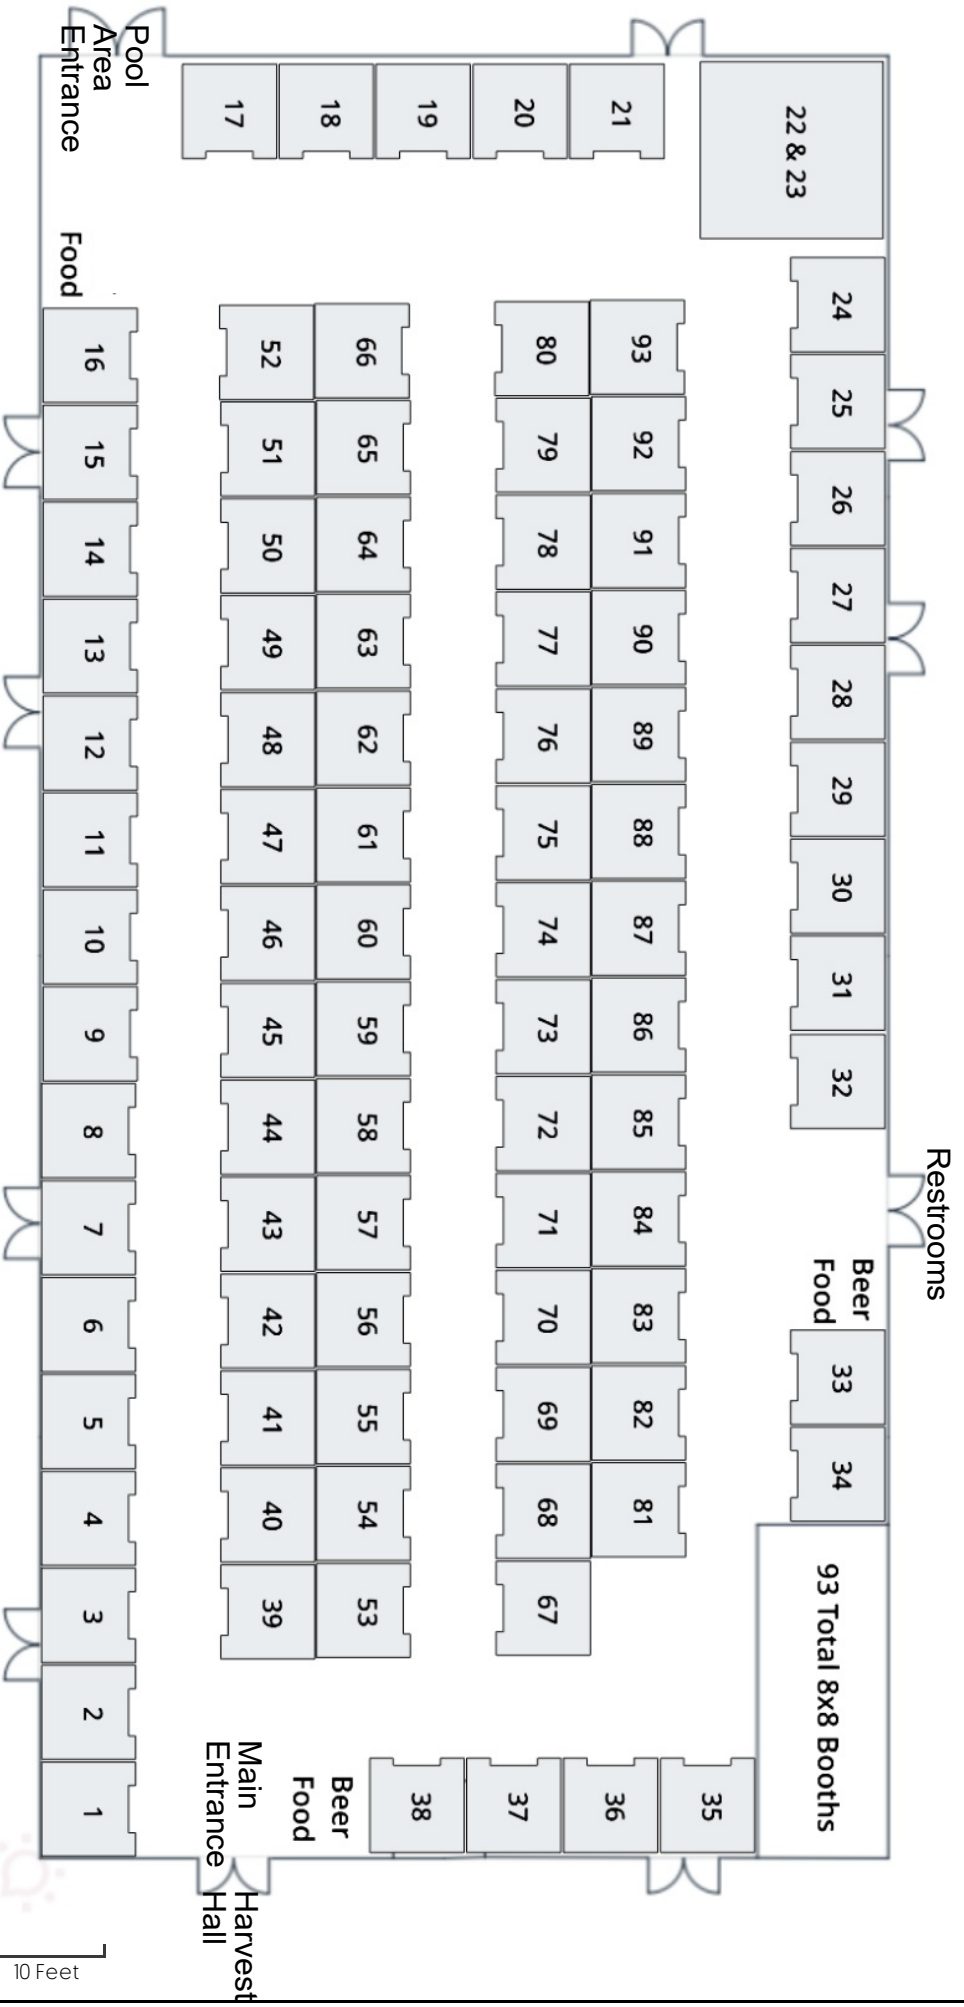 Restrooms
22 & 23
24 25 26 27 28 29 30 31 32
Beer
Food
33 34
93 Total 8x8 Booths
21
20
19
18
17
93 92 91 90 89 88 87 86 85 84 83 82 81
80 79 78 77 76 75 74 73 72 71 70 69 68 67
35
36
37
38
66 65 64 63 62 61 60 59 58 57 56 55 54 53
52 51 50 49 48 47 46 45 44 43 42 41 40 39
Beer
Food
Main
Entrance
Harvest
Hall
Pool
Area
Entrance
Food
16 15 14 13 12 11 10 9 8 7 6 5 4 3 2 1
10 Feet